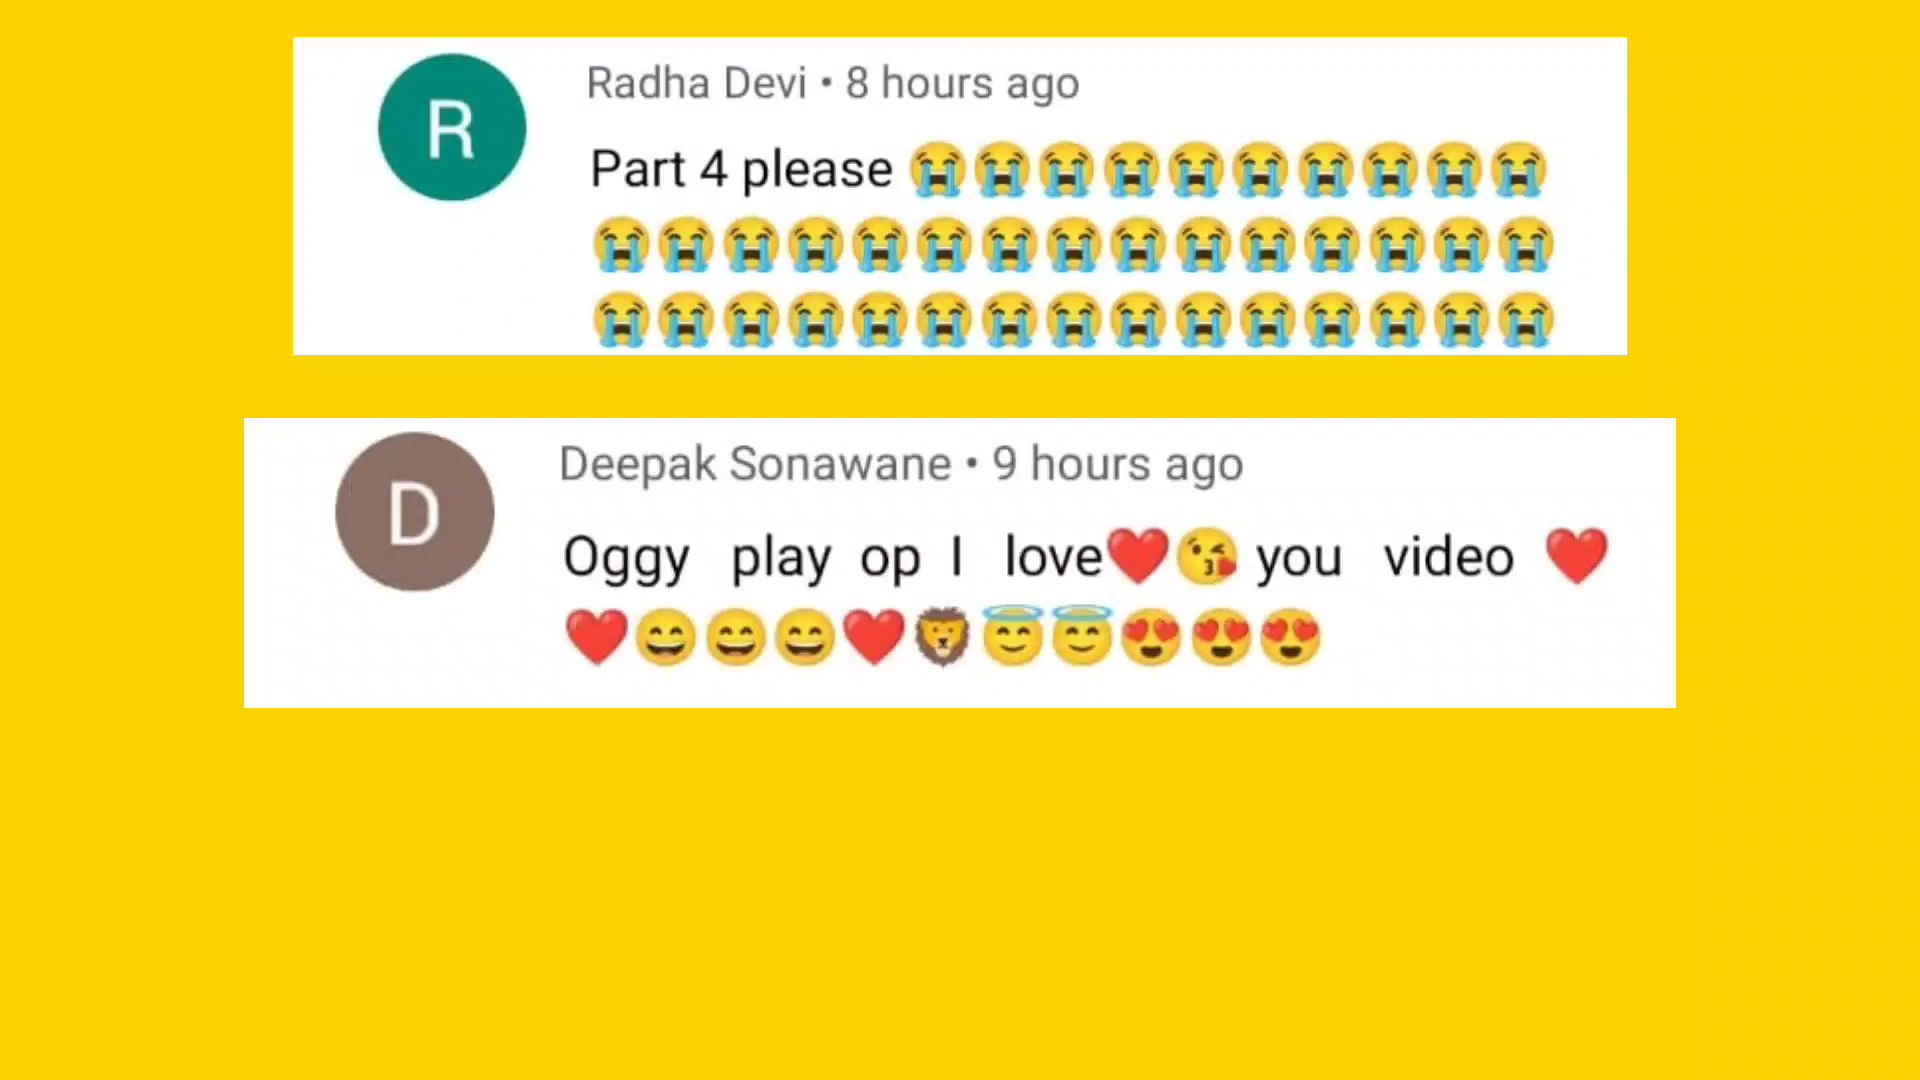 R
Radha Devi • 8 hours ago
Part 4 please 😭😭😭😭😭😭😭😭😭😭
😭😭😭😭😭😭😭😭😭😭😭😭😭😭😭
😭😭😭😭😭😭😭😭😭😭😭😭😭😭😭
D
Deepak Sonawane • 9 hours ago
Oggy play op I love❤️😘 you video ❤️
❤️😄😄😄❤️🦁😇😇😍😍😍